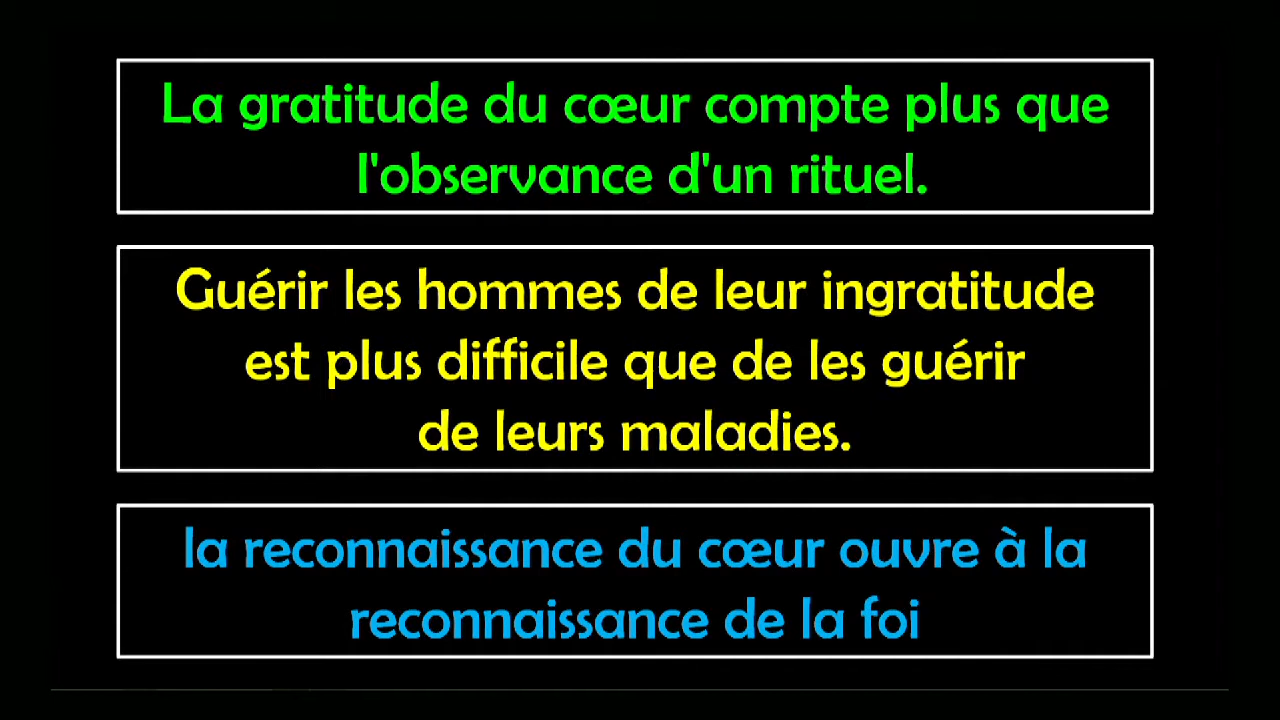 La gratitude du cœur compte plus que
l'observance d'un rituel.
Guérir les hommes de leur ingratitude
est plus difficile que de les guérir
de leurs maladies.
la reconnaissance du cœur ouvre à la
reconnaissance de la foi